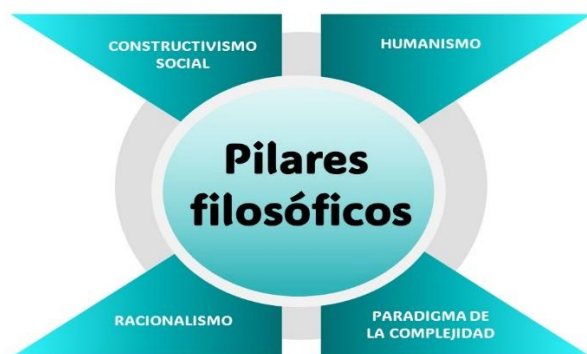 CONSTRUCTIVISMO
SOCIAL
HUMANISMO
Pilares
filosóficos
RACIONALISMO
PARADIGMA DE
LA COMPLEJIDAD